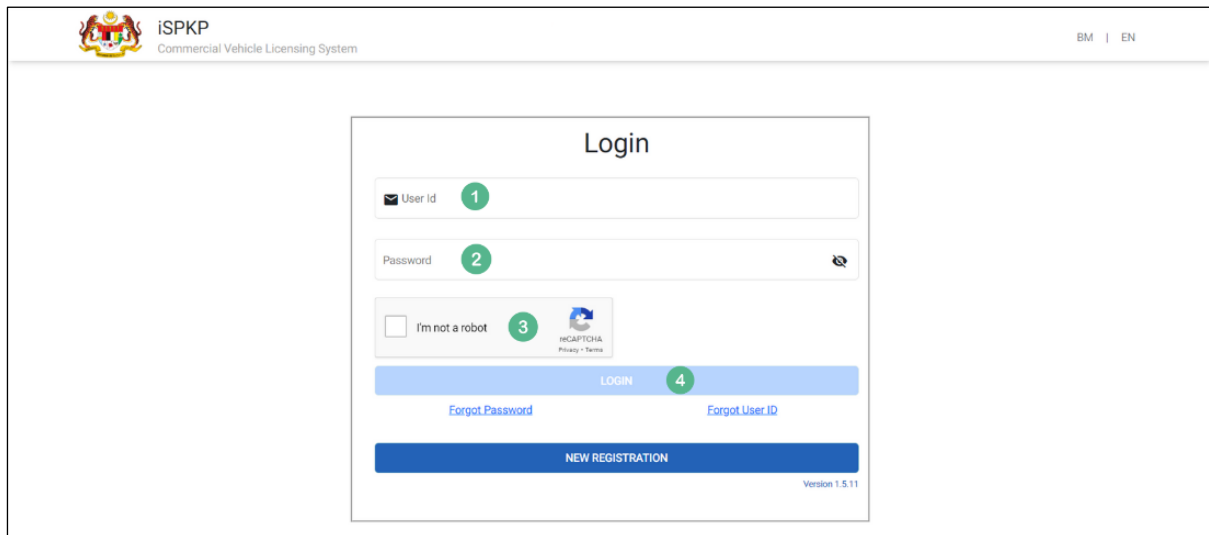 iSPKP
Commercial Vehicle Licensing System
BM | EN
Login
User Id 1
Password 2
I'm not a robot 3
reCAPTCHA
Privacy • Terms
LOGIN 4
Forgot Password Forgot User ID
NEW REGISTRATION
Version 1.5.11